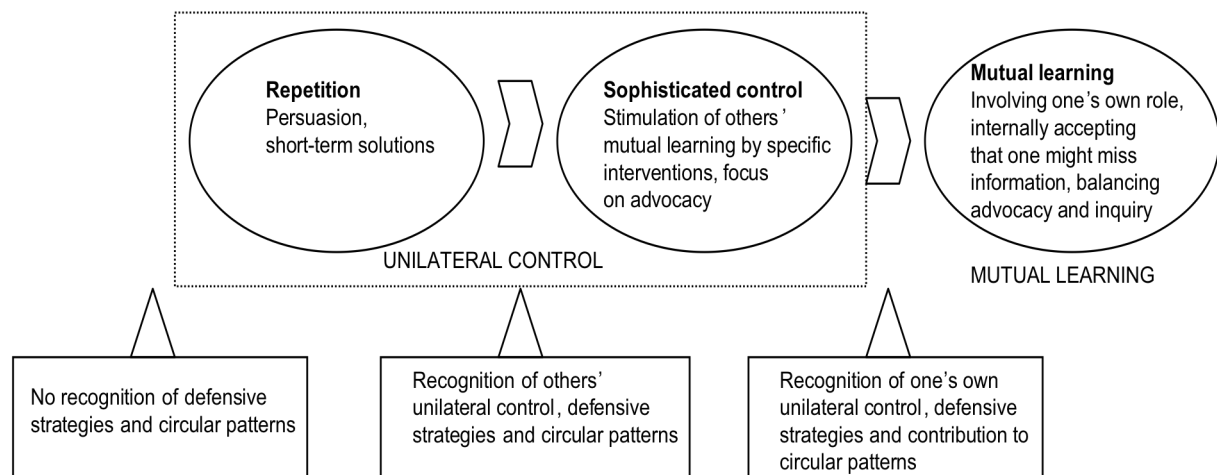 Repetition
Persuasion,
short-term solutions
Sophisticated control
Stimulation of others’
mutual learning by specific
interventions, focus
on advocacy
Mutual learning
Involving one’s own role,
internally accepting
that one might miss
information, balancing
advocacy and inquiry
UNILATERAL CONTROL
MUTUAL LEARNING
No recognition of defensive
strategies and circular patterns
Recognition of others’
unilateral control, defensive
strategies and circular patterns
Recognition of one’s own
unilateral control, defensive
strategies and contribution to
circular patterns